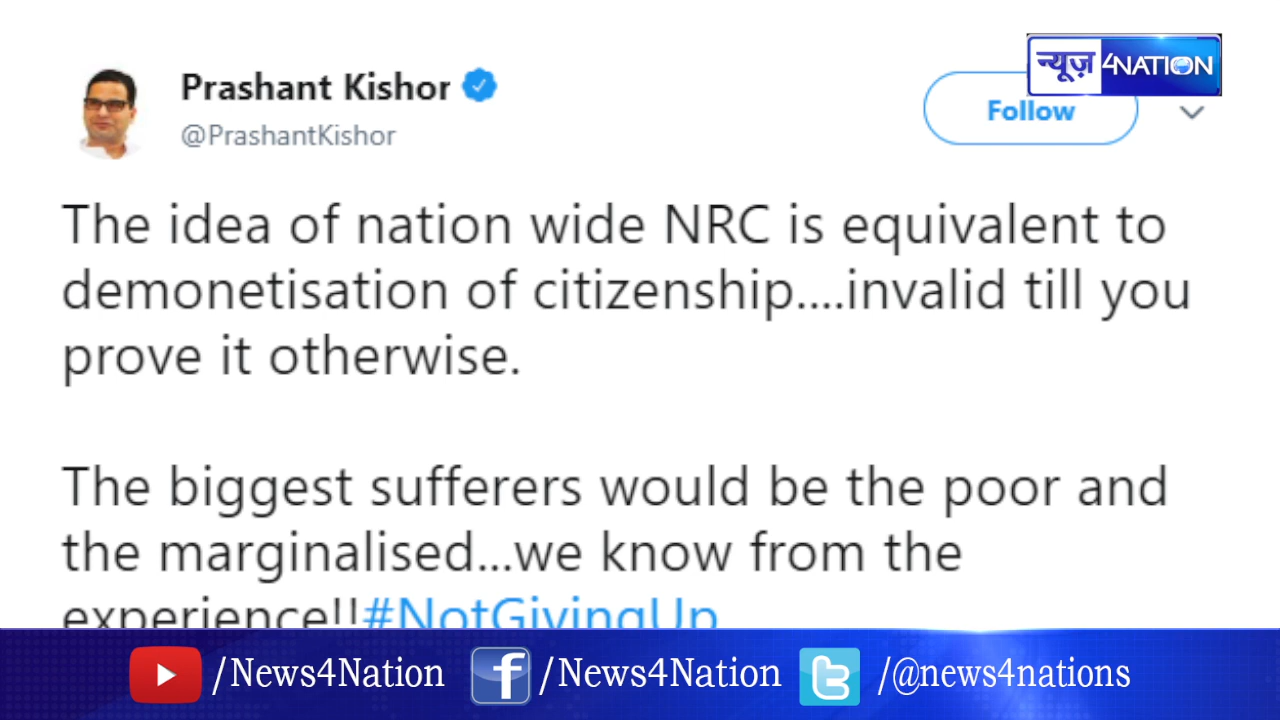 Prashant Kishor
@PrashantKishor
न्यूज़ 4NATION
Follow
The idea of nation wide NRC is equivalent to
demonetisation of citizenship....invalid till you
prove it otherwise.
The biggest sufferers would be the poor and
the marginalised...we know from the
experience!!#NotGivingUp
/News4Nation
/News4Nation
/@news4nations